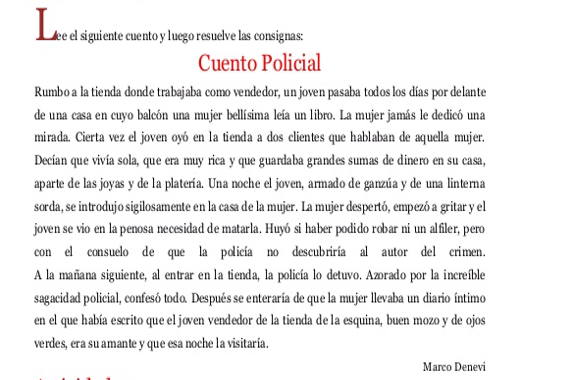 Lee el siguiente cuento y luego resuelve las consignas:
Cuento Policial
Rumbo a la tienda donde trabajaba como vendedor, un joven pasaba todos los días por delante
de una casa en cuyo balcón una mujer bellísima leía un libro. La mujer jamás le dedicó una
mirada. Cierta vez el joven oyó en la tienda a dos clientes que hablaban de aquella mujer.
Decían que vivía sola, que era muy rica y que guardaba grandes sumas de dinero en su casa,
aparte de las joyas y de la platería. Una noche el joven, armado de ganzúa y de una linterna
sorda, se introdujo sigilosamente en la casa de la mujer. La mujer despertó, empezó a gritar y el
joven se vio en la penosa necesidad de matarla. Huyó sin haber podido robar ni un alfiler, pero
con el consuelo de que la policía no descubriría al autor del crimen.
A la mañana siguiente, al entrar en la tienda, la policía lo detuvo. Azorado por la increíble
sagacidad policial, confesó todo. Después se enteraría de que la mujer llevaba un diario íntimo
en el que había escrito que el joven vendedor de la tienda de la esquina, buen mozo y de ojos
verdes, era su amante y que esa noche la visitaría.
Marco Denevi